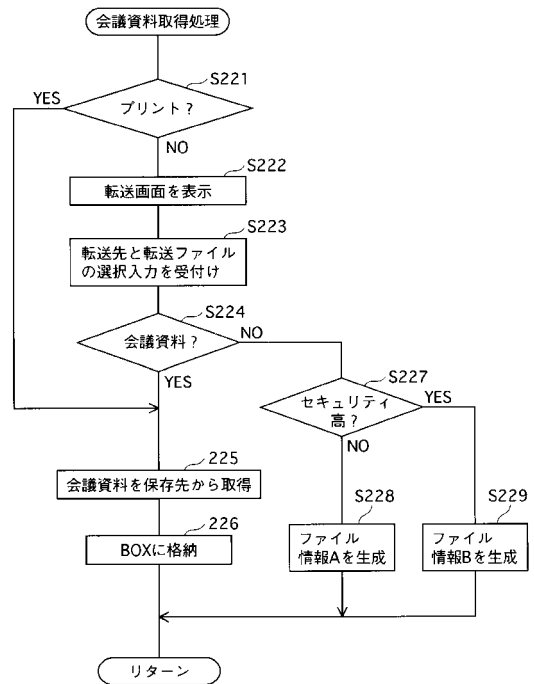 会議資料取得処理
S221
プリント?
YES
NO
S222
転送画面を表示
S223
転送先と転送ファイル
の選択入力を受付け
S224
会議資料?
NO
YES
S227
セキュリティ
高?
YES
NO
225
会議資料を保存先から取得
226
BOXに格納
S228
ファイル
情報Aを生成
S229
ファイル
情報Bを生成
リターン